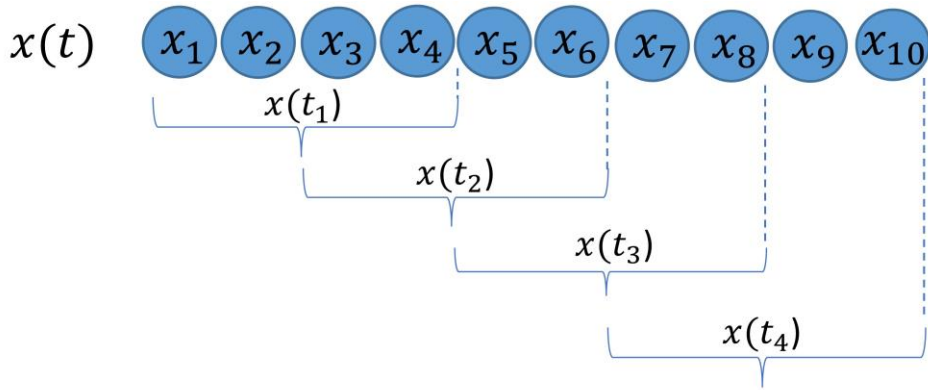 x(t) x₁ x₂ x₃ x₄ x₅ x₆ x₇ x₈ x₉ x₁₀
x(t₁)
x(t₂)
x(t₃)
x(t₄)